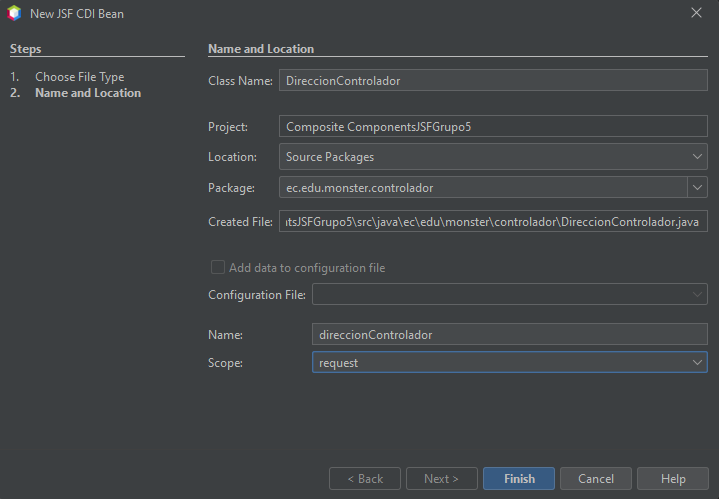 New JSF CDI Bean
Steps
1. Choose File Type
2. Name and Location
Name and Location
Class Name: DireccionControlador
Project: Composite ComponentsJSFGrupo5
Location: Source Packages
Package: ec.edu.monster.controlador
Created File: ıtsJSFGrupo5\src\java\ec\edu\monster\controlador\DireccionControlador.java
Add data to configuration file
Configuration File:
Name: direccionControlador
Scope: request
< Back Next > Finish Cancel Help